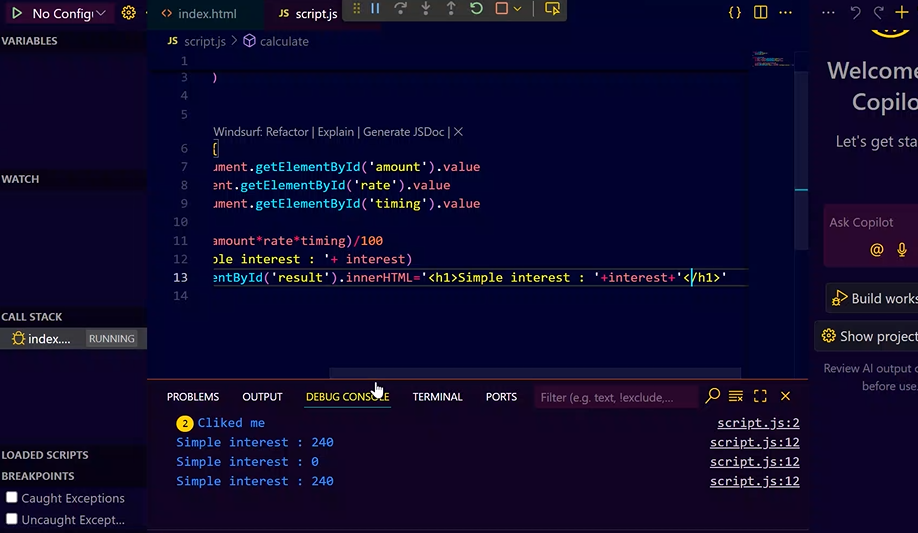 No Config
index.html
JS script.js
{}
VARIABLES
JS script.js > calculate
1
3 )
4
5
Windsurf: Refactor | Explain | Generate JSDoc | ×
6 {
7 ument.getElementById('amount').value
8 ent.getElementById('rate').value
9 ument.getElementById('timing').value
10
11 amount*rate*timing)/100
12 ple interest : '+ interest)
13 entById('result').innerHTML='<h1>Simple interest : '+interest+'</h1>'
14
WATCH
CALL STACK
index.... RUNNING
LOADED SCRIPTS
BREAKPOINTS
Caught Exceptions
Uncaught Except...
PROBLEMS OUTPUT DEBUG CONSOLE TERMINAL PORTS
Filter (e.g. text, !exclude,...
2 Cliked me script.js:2
Simple interest : 240 script.js:12
Simple interest : 0 script.js:12
Simple interest : 240 script.js:12
Welcome
Copilo
Let's get sta
Ask Copilot
@
Build works
Show project
Review AI output c
before use.